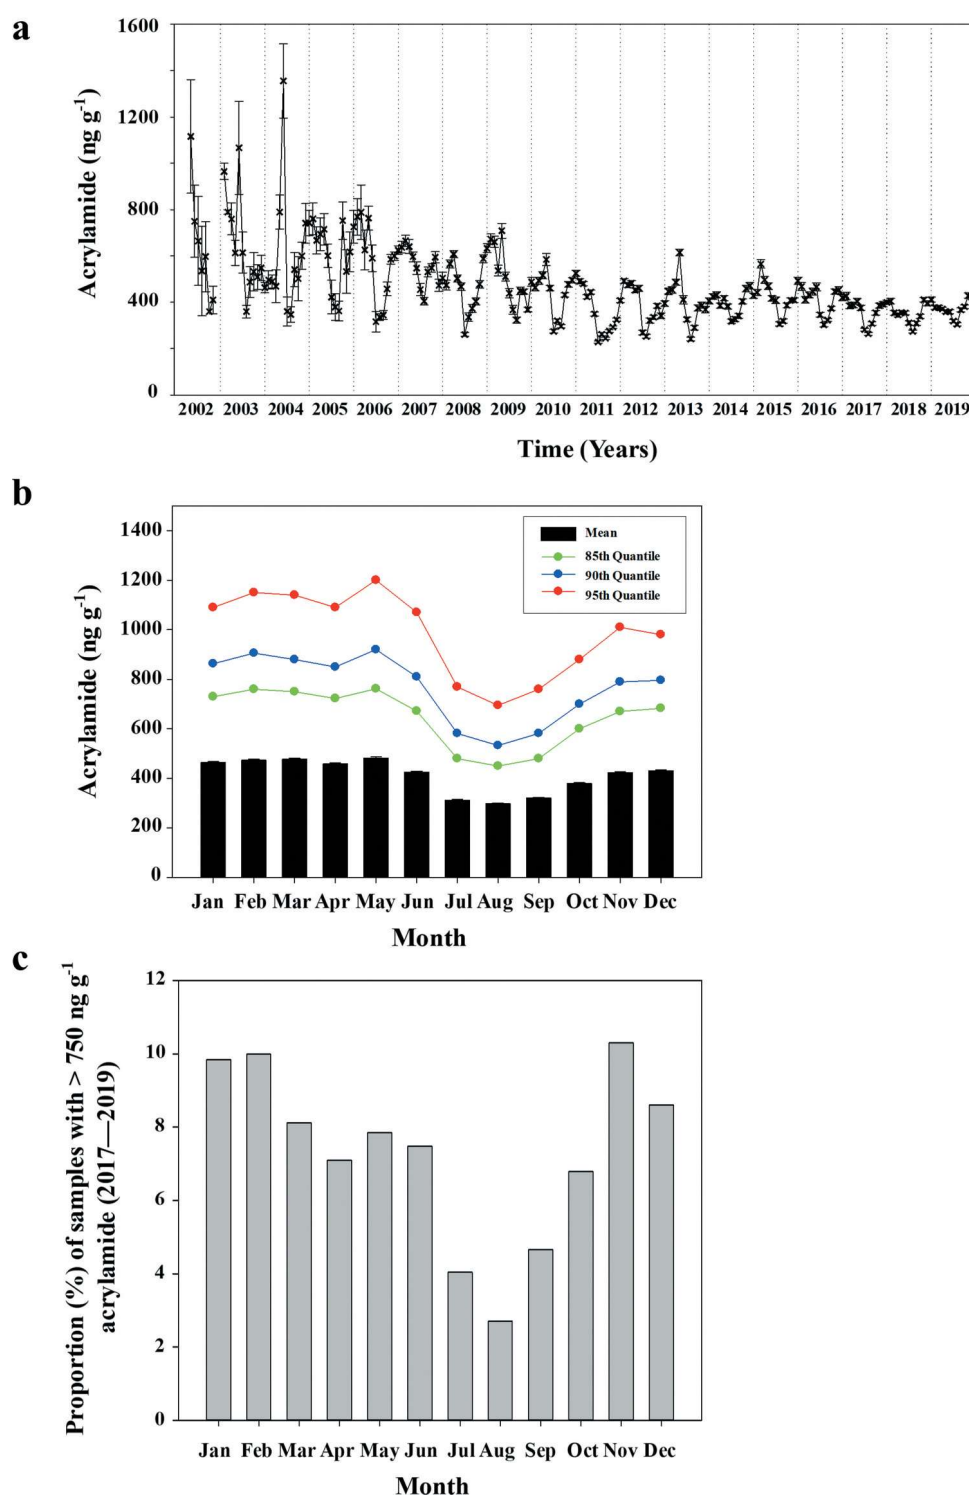 a
Acrylamide (ng g-1)
1600
1200
800
400
0
2002 2003 2004 2005 2006 2007 2008 2009 2010 2011 2012 2013 2014 2015 2016 2017 2018 2019
Time (Years)
b
Acrylamide (ng g-1)
1400
1200
1000
800
600
400
200
0
Mean
85th Quantile
90th Quantile
95th Quantile
Jan Feb Mar Apr May Jun Jul Aug Sep Oct Nov Dec
Month
c
Proportion (%) of samples with > 750 ng g-1
acrylamide (2017—2019)
12
10
8
6
4
2
0
Jan Feb Mar Apr May Jun Jul Aug Sep Oct Nov Dec
Month